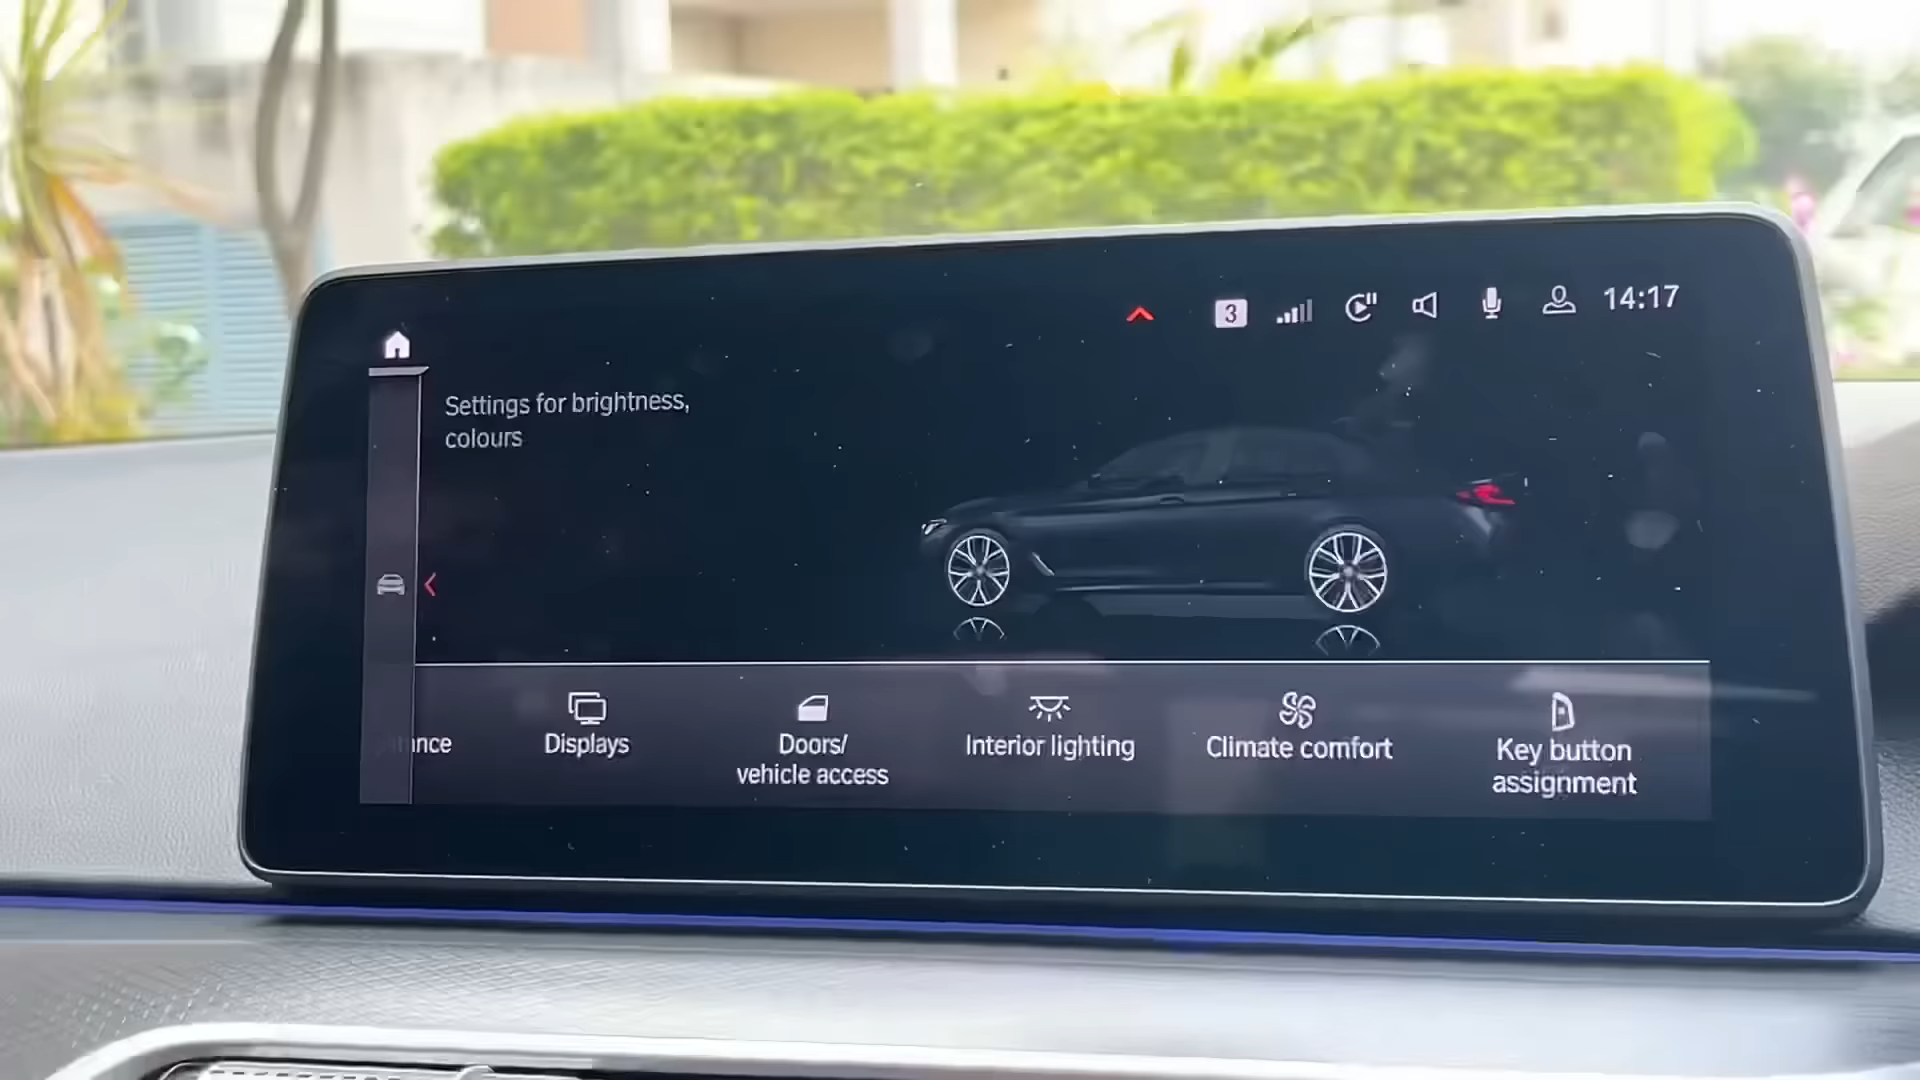 3
14:17
Settings for brightness,
colours
Displays
Doors/
vehicle access
Interior lighting
Climate comfort
Key button
assignment